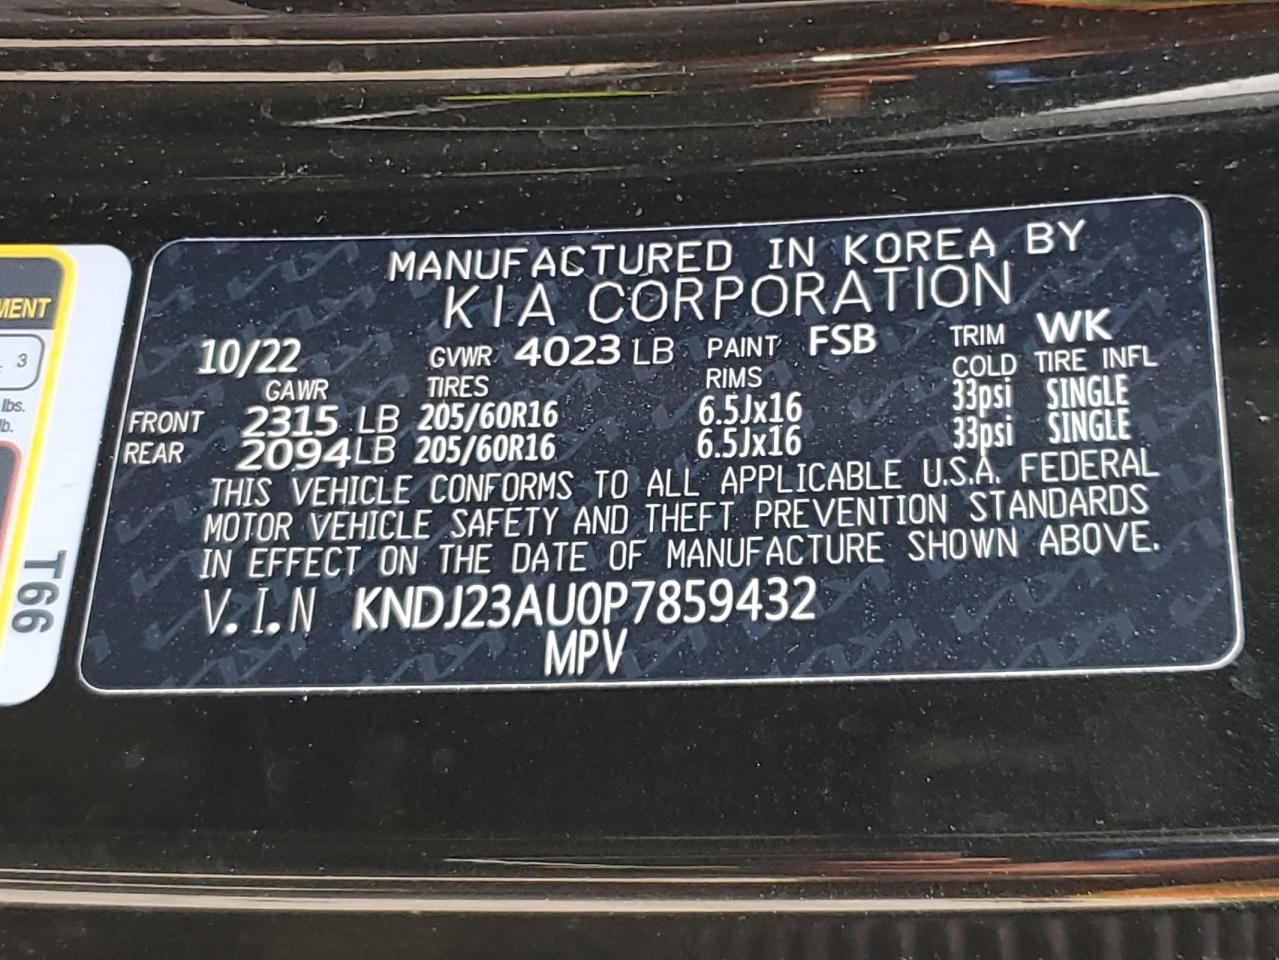 MANUFACTURED IN KOREA BY
KIA CORPORATION
10/22 GVWR 4023 LB PAINT FSB TRIM WK
GAWR TIRES RIMS COLD TIRE INFL
FRONT 2315 LB 205/60R16 6.5Jx16 33psi SINGLE
REAR 2094LB 205/60R16 6.5Jx16 33psi SINGLE
THIS VEHICLE CONFORMS TO ALL APPLICABLE U.S.A. FEDERAL
MOTOR VEHICLE SAFETY AND THEFT PREVENTION STANDARDS
IN EFFECT ON THE DATE OF MANUFACTURE SHOWN ABOVE.
V.I.N KNDJ23AU0P7859432
MPV
MENT
3
lbs.
lb.
T66